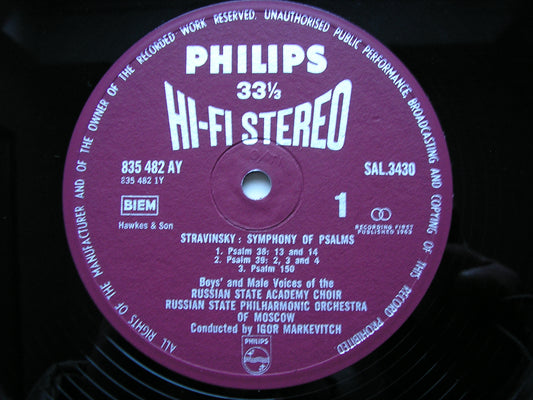 ALL RIGHTS OF THE MANUFACTURER AND OF THE OWNER OF THE RECORDED WORK RESERVED. UNAUTHORISED PUBLIC PERFORMANCE, BROADCASTING AND COPYING OF THIS RECORD PROHIBITED
PHILIPS
33⅓
HI-FI STEREO
835 482 AY
SAL.3430
835 482 1Y
BIEM
1
Hawkes & Son
RECORDING FIRST
PUBLISHED 1963
STRAVINSKY: SYMPHONY OF PSALMS
1. Psalm 38: 13 and 14
2. Psalm 39: 2, 3 and 4
3. Psalm 150
Boys' and Male Voices of the
RUSSIAN STATE ACADEMY CHOIR
RUSSIAN STATE PHILHARMONIC ORCHESTRA
OF MOSCOW
Conducted by IGOR MARKEVITCH
PHILIPS